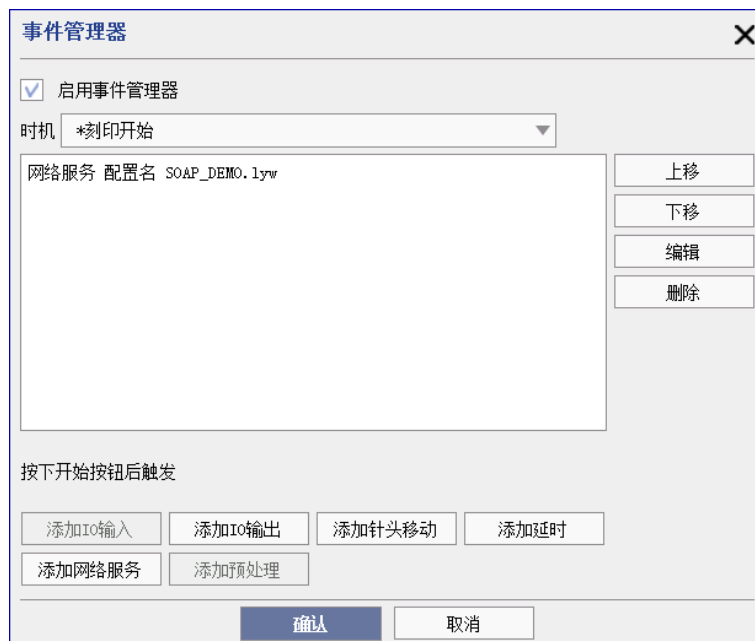 事件管理器
启用事件管理器
时机 *刻印开始
网络服务 配置名 SOAP_DEMO.lyw
上移
下移
编辑
删除
按下开始按钮后触发
添加IO输入 添加IO输出 添加针头移动 添加延时
添加网络服务 添加预处理
确认 取消